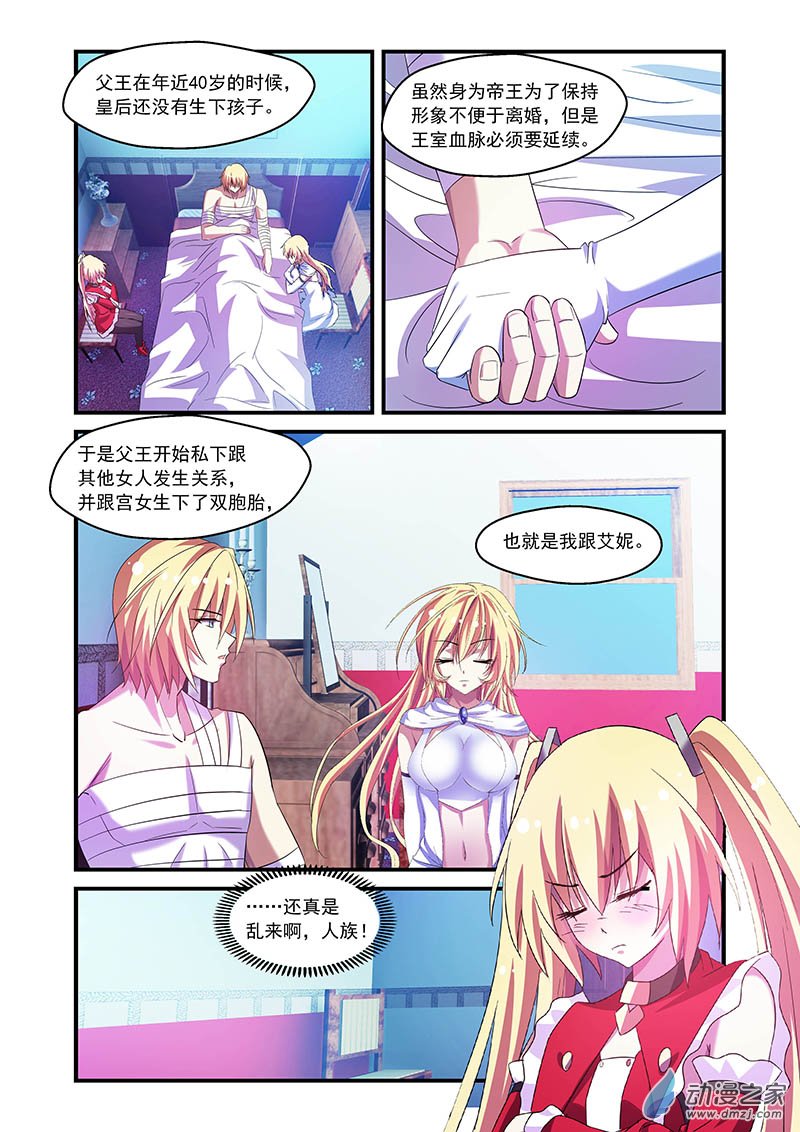 父王在年近40岁的时候，
皇后还没有生下孩子。
虽然身为帝王为了保持
形象不便于离婚，但是
王室血脉必须要延续。
于是父王开始私下跟
其他女人发生关系，
并跟宫女生下了双胞胎，
也就是我跟艾妮。
……还真是
乱来啊，人族！
动漫之家
www.dmzj.com